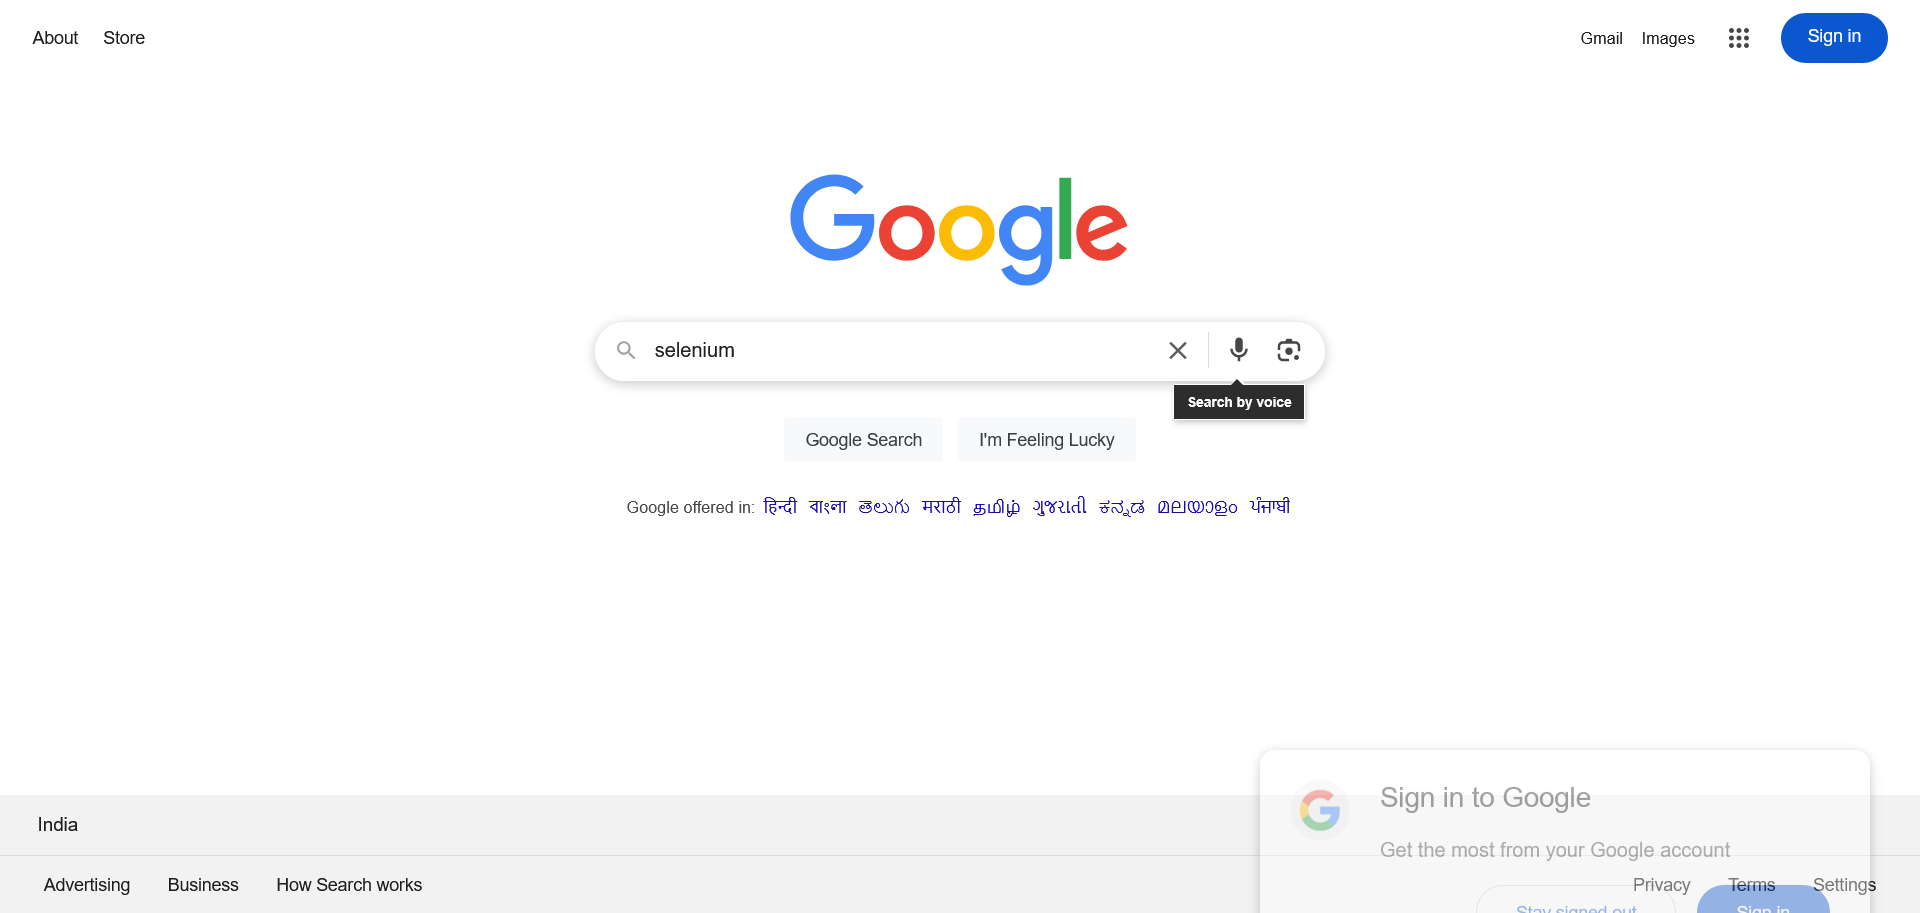 About Store
Gmail Images Sign in
Google
selenium
Search by voice
Google Search I'm Feeling Lucky
Google offered in: हिन्दी বাংলা తెలుగు मराठी தமிழ் ગુજરાતી ಕನ್ನಡ മലയാളം ਪੰਜਾਬੀ
Sign in to Google
Get the most from your Google account
Stay signed out Sign in
India
Advertising Business How Search works
Privacy Terms Settings